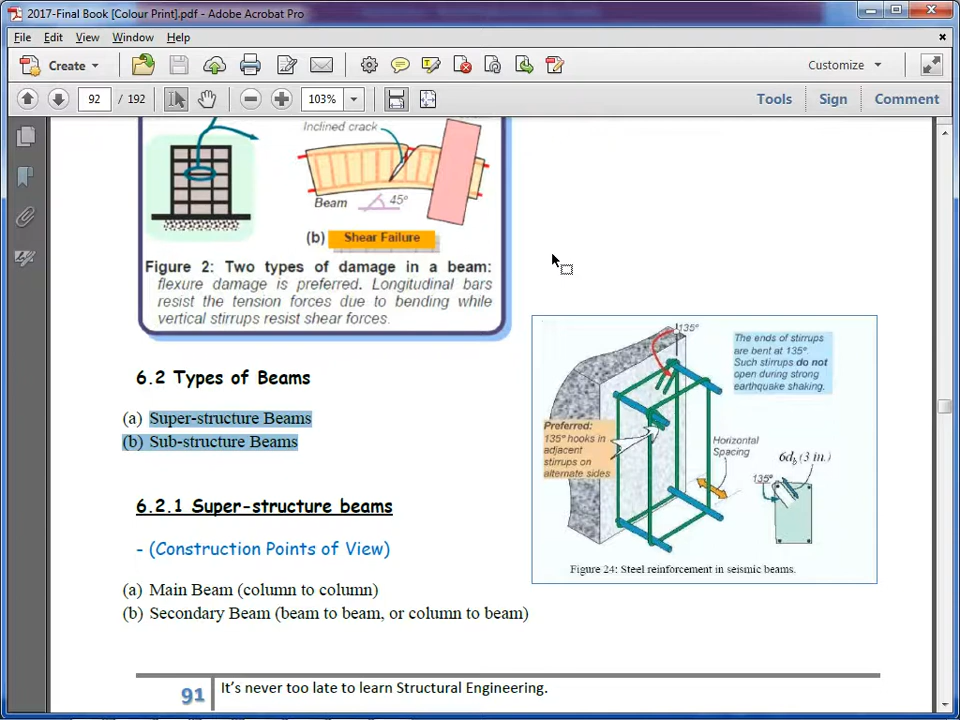 2017-Final Book [Colour Print].pdf - Adobe Acrobat Pro
File Edit View Window Help
Create
Customize
92 / 192
103%
Tools Sign Comment
Inclined crack
Beam
45°
(b) Shear Failure
Figure 2: Two types of damage in a beam:
flexure damage is preferred. Longitudinal bars
resist the tension forces due to bending while
vertical stirrups resist shear forces.
135°
The ends of stirrups
are bent at 135°.
Such stirrups do not
open during strong
earthquake shaking.
Preferred:
135° hooks in
adjacent
stirrups on
alternate sides
Horizontal
Spacing
6db (3 in.)
135°
Figure 24: Steel reinforcement in seismic beams.
6.2 Types of Beams
(a) Super-structure Beams
(b) Sub-structure Beams
6.2.1 Super-structure beams
- (Construction Points of View)
(a) Main Beam (column to column)
(b) Secondary Beam (beam to beam, or column to beam)
91 It's never too late to learn Structural Engineering.